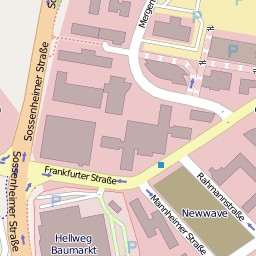 Mergen
P
Sossenheimer Straße
P
Frankfurter Straße
Sossenheimer Straße
Rahmannstraße
Newwave
Mannheimer Straße
Hellweg
Baumarkt
P